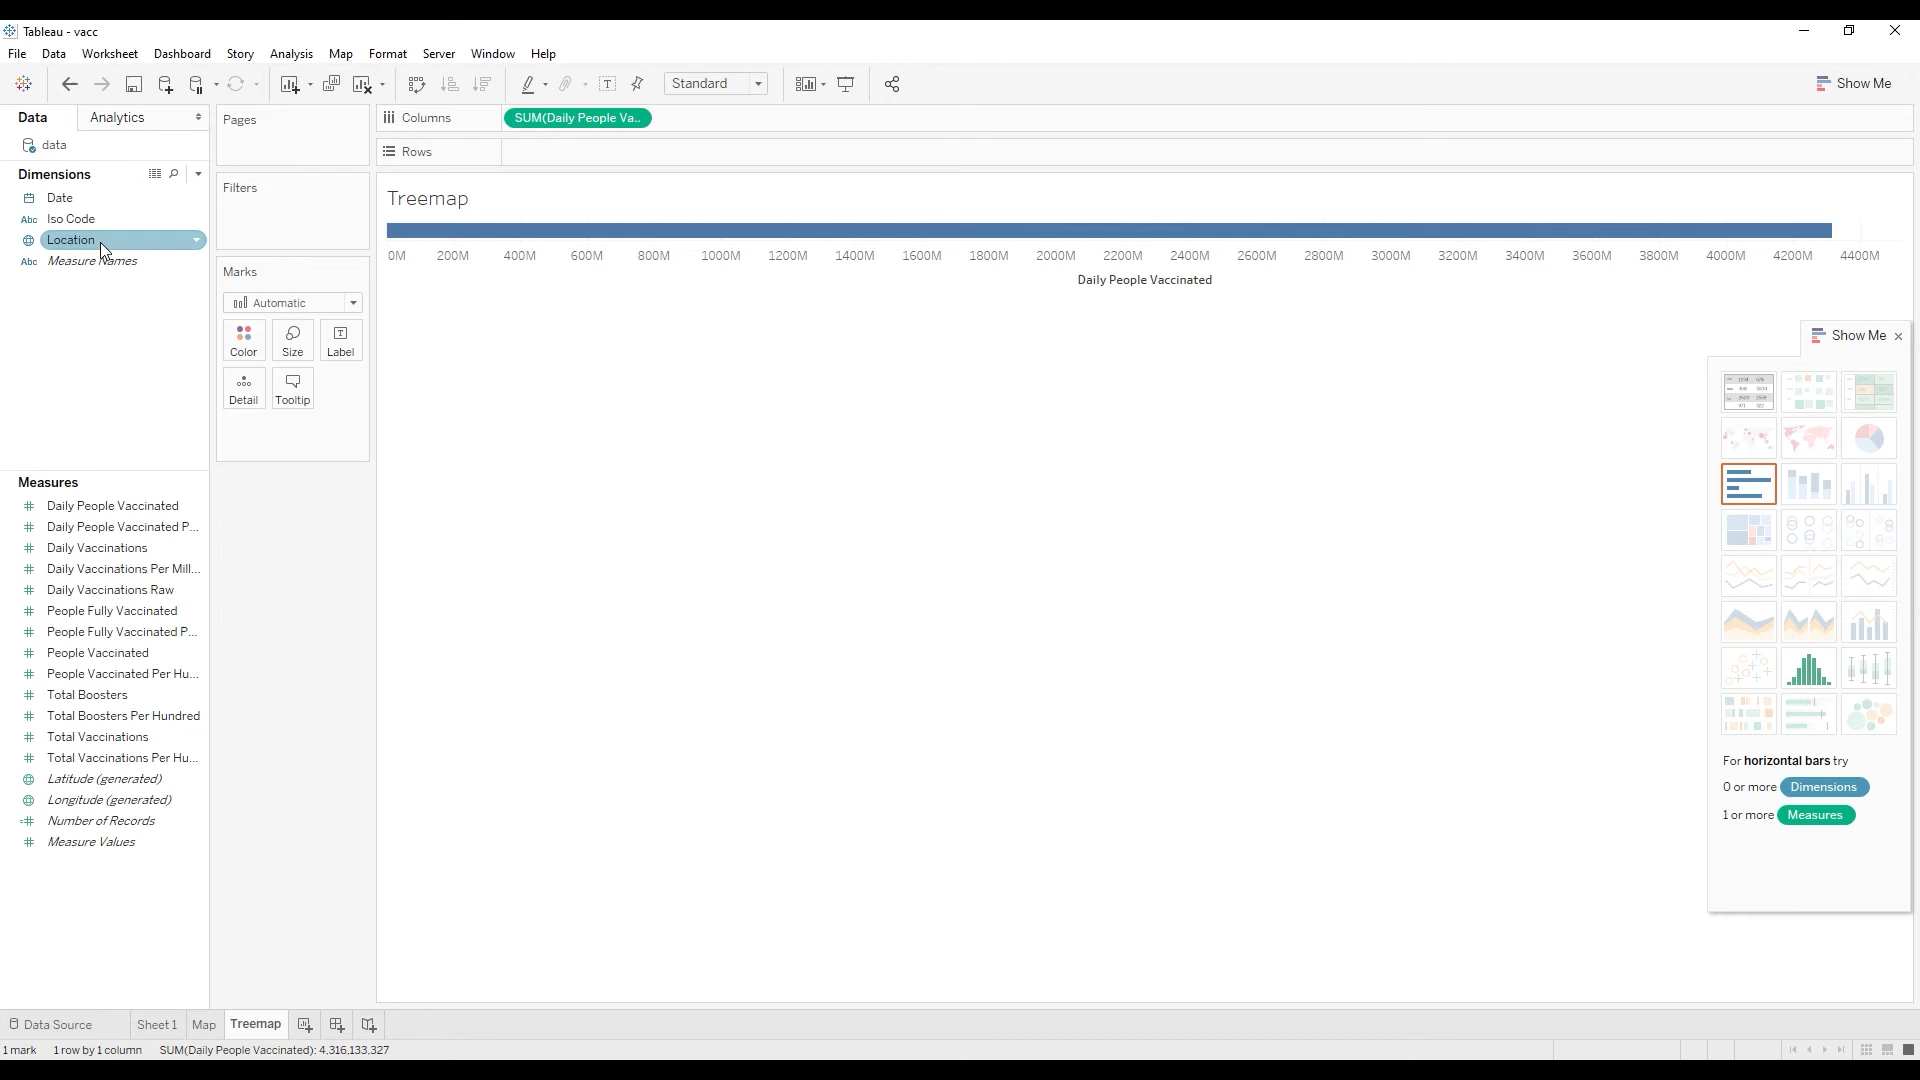 Tableau - vacc
File Data Worksheet Dashboard Story Analysis Map Format Server Window Help
Standard
Show Me
Data Analytics
data
Dimensions
Date
Abc Iso Code
Location
Abc Measure Names
Measures
Daily People Vaccinated
Daily People Vaccinated P...
Daily Vaccinations
Daily Vaccinations Per Mill...
Daily Vaccinations Raw
People Fully Vaccinated
People Fully Vaccinated P...
People Vaccinated
People Vaccinated Per Hu...
Total Boosters
Total Boosters Per Hundred
Total Vaccinations
Total Vaccinations Per Hu...
Latitude (generated)
Longitude (generated)
Number of Records
Measure Values
Pages
Filters
Marks
Automatic
Color Size Label
Detail Tooltip
Columns SUM(Daily People Va..
Rows
Treemap
0M 200M 400M 600M 800M 1000M 1200M 1400M 1600M 1800M 2000M 2200M 2400M 2600M 2800M 3000M 3200M 3400M 3600M 3800M 4000M 4200M 4400M
Daily People Vaccinated
Show Me
For horizontal bars try
0 or more Dimensions
1 or more Measures
Data Source Sheet 1 Map Treemap
1 mark 1 row by 1 column SUM(Daily People Vaccinated): 4,316,133,327